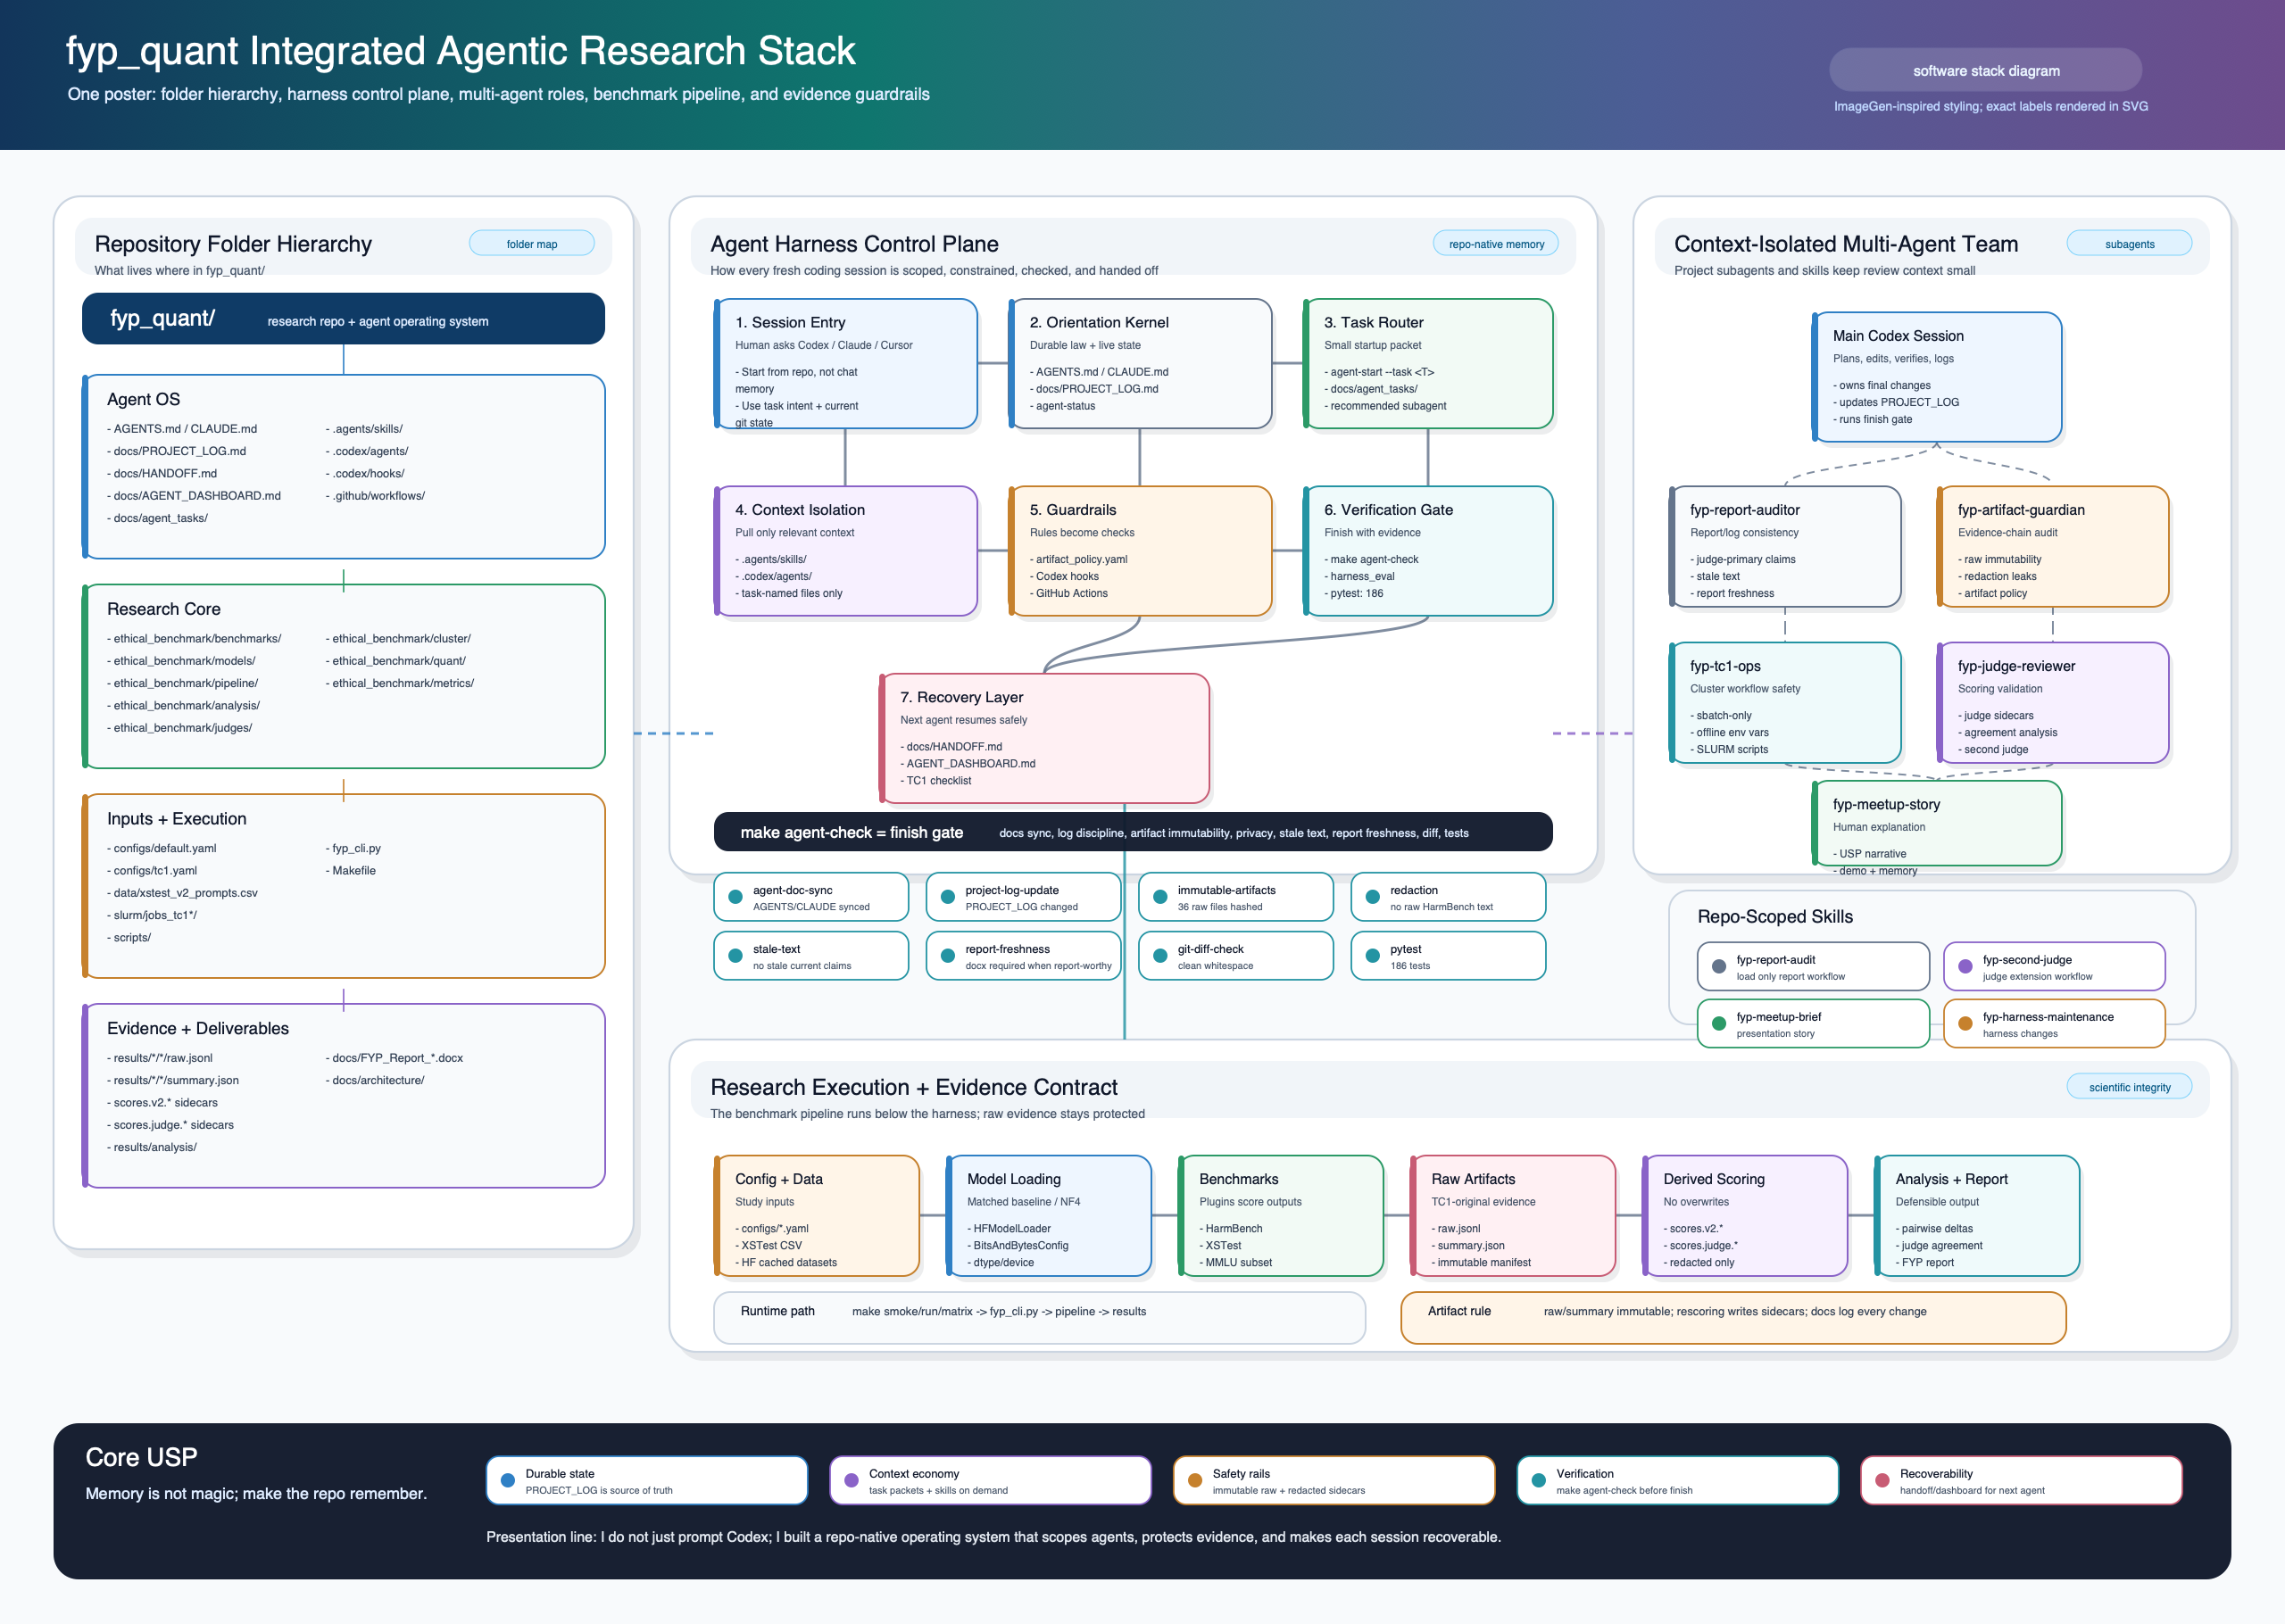 fyp_quant Integrated Agentic Research Stack
One poster: folder hierarchy, harness control plane, multi-agent roles, benchmark pipeline, and evidence guardrails
software stack diagram
ImageGen-inspired styling; exact labels rendered in SVG
Repository Folder Hierarchy
folder map
What lives where in fyp_quant/
fyp_quant/
research repo + agent operating system
Agent OS
- AGENTS.md / CLAUDE.md
- docs/PROJECT_LOG.md
- docs/HANDOFF.md
- docs/AGENT_DASHBOARD.md
- docs/agent_tasks/
- .agents/skills/
- .codex/agents/
- .codex/hooks/
- .github/workflows/
Research Core
- ethical_benchmark/benchmarks/
- ethical_benchmark/models/
- ethical_benchmark/pipeline/
- ethical_benchmark/analysis/
- ethical_benchmark/judges/
- ethical_benchmark/cluster/
- ethical_benchmark/quant/
- ethical_benchmark/metrics/
Inputs + Execution
- configs/default.yaml
- configs/tc1.yaml
- data/xstest_v2_prompts.csv
- slurm/jobs_tc1*/
- scripts/
- fyp_cli.py
- Makefile
Evidence + Deliverables
- results/*/*/raw.jsonl
- results/*/*/summary.json
- scores.v2.* sidecars
- scores.judge.* sidecars
- results/analysis/
- docs/FYP_Report_*.docx
- docs/architecture/
Agent Harness Control Plane
repo-native memory
How every fresh coding session is scoped, constrained, checked, and handed off
1. Session Entry
Human asks Codex / Claude / Cursor
- Start from repo, not chat
memory
- Use task intent + current
git state
2. Orientation Kernel
Durable law + live state
- AGENTS.md / CLAUDE.md
- docs/PROJECT_LOG.md
- agent-status
3. Task Router
Small startup packet
- agent-start --task <T>
- docs/agent_tasks/
- recommended subagent
4. Context Isolation
Pull only relevant context
- .agents/skills/
- .codex/agents/
- task-named files only
5. Guardrails
Rules become checks
- artifact_policy.yaml
- Codex hooks
- GitHub Actions
6. Verification Gate
Finish with evidence
- make agent-check
- harness_eval
- pytest: 186
7. Recovery Layer
Next agent resumes safely
- docs/HANDOFF.md
- AGENT_DASHBOARD.md
- TC1 checklist
make agent-check = finish gate
docs sync, log discipline, artifact immutability, privacy, stale text, report freshness, diff, tests
agent-doc-sync
AGENTS/CLAUDE synced
project-log-update
PROJECT_LOG changed
immutable-artifacts
36 raw files hashed
redaction
no raw HarmBench text
stale-text
no stale current claims
report-freshness
docx required when report-worthy
git-diff-check
clean whitespace
pytest
186 tests
Context-Isolated Multi-Agent Team
subagents
Project subagents and skills keep review context small
Main Codex Session
Plans, edits, verifies, logs
- owns final changes
- updates PROJECT_LOG
- runs finish gate
fyp-report-auditor
Report/log consistency
- judge-primary claims
- stale text
- report freshness
fyp-artifact-guardian
Evidence-chain audit
- raw immutability
- redaction leaks
- artifact policy
fyp-tc1-ops
Cluster workflow safety
- sbatch-only
- offline env vars
- SLURM scripts
fyp-judge-reviewer
Scoring validation
- judge sidecars
- agreement analysis
- second judge
fyp-meetup-story
Human explanation
- USP narrative
- demo + memory
Repo-Scoped Skills
fyp-report-audit
load only report workflow
fyp-second-judge
judge extension workflow
fyp-meetup-brief
presentation story
fyp-harness-maintenance
harness changes
Research Execution + Evidence Contract
scientific integrity
The benchmark pipeline runs below the harness; raw evidence stays protected
Config + Data
Study inputs
- configs/*.yaml
- XSTest CSV
- HF cached datasets
Model Loading
Matched baseline / NF4
- HFModelLoader
- BitsAndBytesConfig
- dtype/device
Benchmarks
Plugins score outputs
- HarmBench
- XSTest
- MMLU subset
Raw Artifacts
TC1-original evidence
- raw.jsonl
- summary.json
- immutable manifest
Derived Scoring
No overwrites
- scores.v2.*
- scores.judge.*
- redacted only
Analysis + Report
Defensible output
- pairwise deltas
- judge agreement
- FYP report
Runtime path
make smoke/run/matrix -> fyp_cli.py -> pipeline -> results
Artifact rule
raw/summary immutable; rescoring writes sidecars; docs log every change
Core USP
Memory is not magic; make the repo remember.
Durable state
PROJECT_LOG is source of truth
Context economy
task packets + skills on demand
Safety rails
immutable raw + redacted sidecars
Verification
make agent-check before finish
Recoverability
handoff/dashboard for next agent
Presentation line: I do not just prompt Codex; I built a repo-native operating system that scopes agents, protects evidence, and makes each session recoverable.